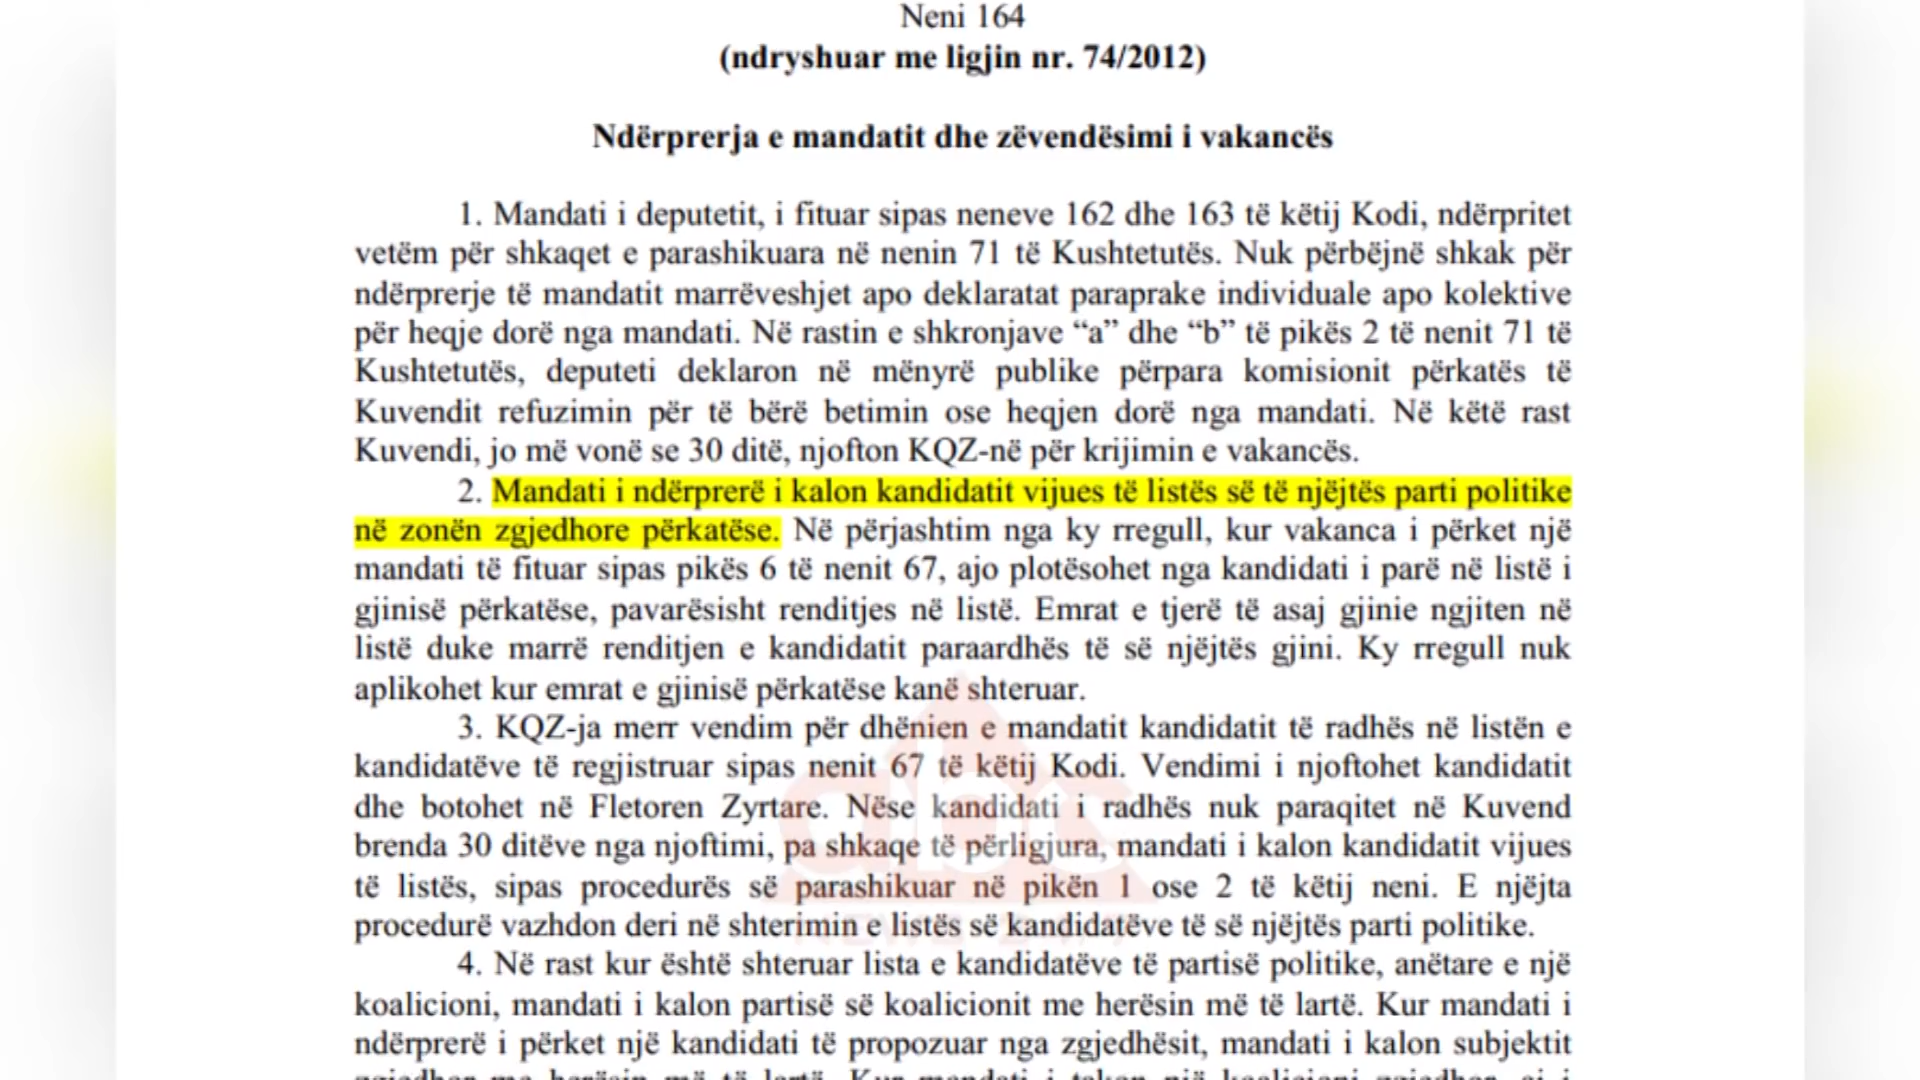 Neni 164
(ndryshuar me ligjin nr. 74/2012)
Ndërprerja e mandatit dhe zëvendësimi i vakancës
1. Mandati i deputetit, i fituar sipas neneve 162 dhe 163 të këtij Kodi, ndërpritet
vetëm për shkaqet e parashikuara në nenin 71 të Kushtetutës. Nuk përbëjnë shkak për
ndërprerje të mandatit marrëveshjet apo deklaratat paraprake individuale apo kolektive
për heqje dorë nga mandati. Në rastin e shkronjave “a” dhe “b” të pikës 2 të nenit 71 të
Kushtetutës, deputeti deklaron në mënyrë publike përpara komisionit përkatës të
Kuvendit refuzimin për të bërë betimin ose heqjen dorë nga mandati. Në këtë rast
Kuvendi, jo më vonë se 30 ditë, njofton KQZ-në për krijimin e vakancës.
2. Mandati i ndërprerë i kalon kandidatit vijues të listës së të njëjtës parti politike
në zonën zgjedhore përkatëse. Në përjashtim nga ky rregull, kur vakanca i përket një
mandati të fituar sipas pikës 6 të nenit 67, ajo plotësohet nga kandidati i parë në listë i
gjinisë përkatëse, pavarësisht renditjes në listë. Emrat e tjerë të asaj gjinie ngjiten në
listë duke marrë renditjen e kandidatit paraardhës të së njëjtës gjini. Ky rregull nuk
aplikohet kur emrat e gjinisë përkatëse kanë shteruar.
3. KQZ-ja merr vendim për dhënien e mandatit kandidatit të radhës në listën e
kandidatëve të regjistruar sipas nenit 67 të këtij Kodi. Vendimi i njoftohet kandidatit
dhe botohet në Fletoren Zyrtare. Nëse kandidati i radhës nuk paraqitet në Kuvend
brenda 30 ditëve nga njoftimi, pa shkaqe të përligjura, mandati i kalon kandidatit vijues
të listës, sipas procedurës së parashikuar në pikën 1 ose 2 të këtij neni. E njëjta
procedurë vazhdon deri në shterimin e listës së kandidatëve të së njëjtës parti politike.
4. Në rast kur është shteruar lista e kandidatëve të partisë politike, anëtare e një
koalicioni, mandati i kalon partisë së koalicionit me herësin më të lartë. Kur mandati i
ndërprerë i përket një kandidati të propozuar nga zgjedhësit, mandati i kalon subjektit